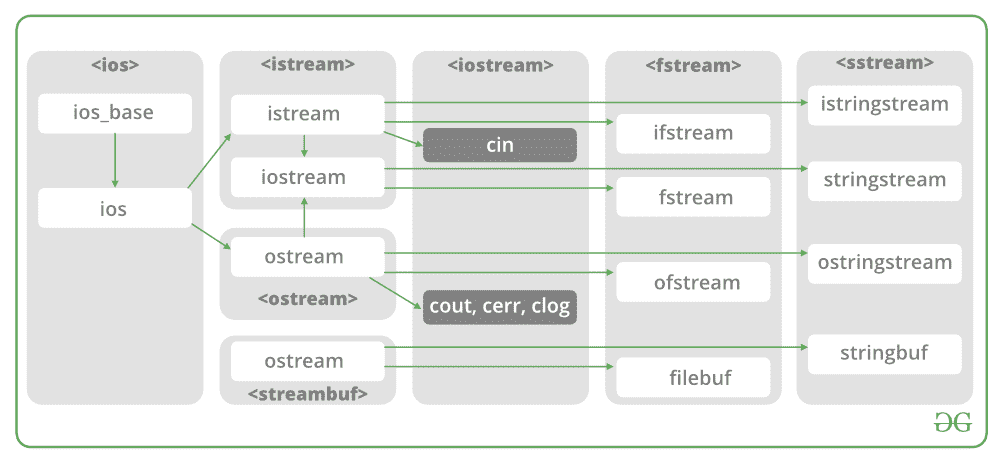 <ios>
ios_base
ios
<istream>
istream
iostream
ostream
<ostream>
ostream
<streambuf>
<iostream>
cin
cout, cerr, clog
<fstream>
ifstream
fstream
ofstream
filebuf
<sstream>
istringstream
stringstream
ostringstream
stringbuf